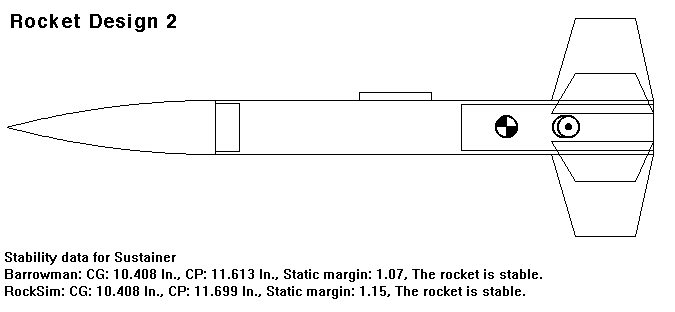 Rocket Design 2
Stability data for Sustainer
Barrowman: CG: 10.408 In., CP: 11.613 In., Static margin: 1.07, The rocket is stable.
RockSim: CG: 10.408 In., CP: 11.699 In., Static margin: 1.15, The rocket is stable.